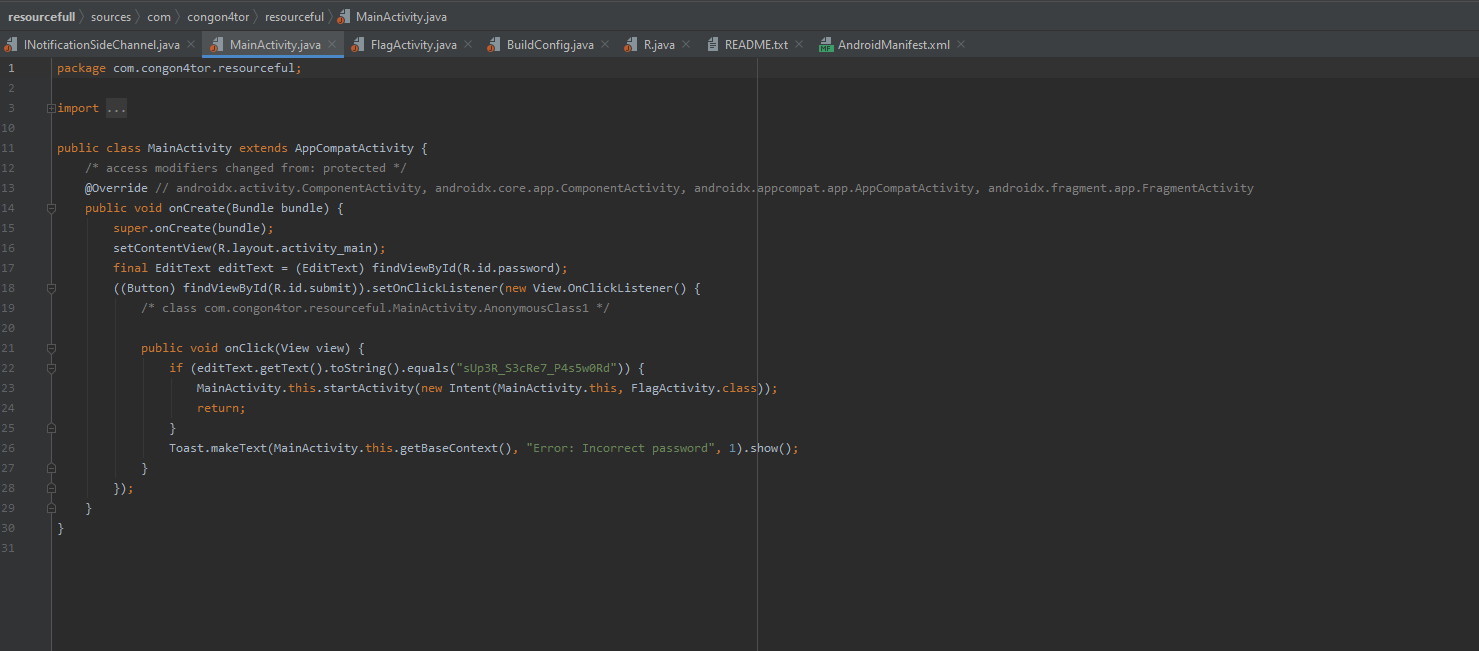 resourcefull sources com congon4tor resourceful MainActivity.java
INotificationSideChannel.java MainActivity.java FlagActivity.java BuildConfig.java R.java README.txt MF AndroidManifest.xml
1 package com.congon4tor.resourceful;
2
3 import ...
10
11 public class MainActivity extends AppCompatActivity {
12 /* access modifiers changed from: protected */
13 @Override // androidx.activity.ComponentActivity, androidx.core.app.ComponentActivity, androidx.appcompat.app.AppCompatActivity, androidx.fragment.app.FragmentActivity
14 public void onCreate(Bundle bundle) {
15 super.onCreate(bundle);
16 setContentView(R.layout.activity_main);
17 final EditText editText = (EditText) findViewById(R.id.password);
18 ((Button) findViewById(R.id.submit)).setOnClickListener(new View.OnClickListener() {
19 /* class com.congon4tor.resourceful.MainActivity.AnonymousClass1 */
20
21 public void onClick(View view) {
22 if (editText.getText().toString().equals("sUp3R_S3cRe7_P4s5w0Rd")) {
23 MainActivity.this.startActivity(new Intent(MainActivity.this, FlagActivity.class));
24 return;
25 }
26 Toast.makeText(MainActivity.this.getBaseContext(), "Error: Incorrect password", 1).show();
27 }
28 });
29 }
30 }
31